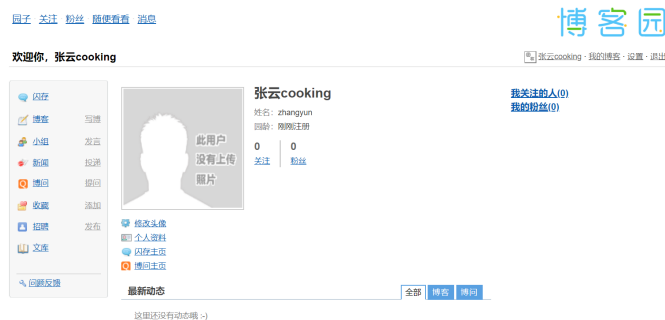 园子 关注 粉丝 随便看看 消息
博客园
欢迎你，张云cooking
张云cooking · 我的博客 · 设置 · 退出
闪存
博客 写博
小组 发言
新闻 投递
博问 提问
收藏 添加
招聘 发布
文库
问题反馈
此用户
没有上传
照片
修改头像
个人资料
闪存主页
博问主页
张云cooking
姓名： zhangyun
园龄： 刚刚注册
0 0
关注 粉丝
最新动态 全部 博客 博问
这里还没有动态哦 :-)
我关注的人(0)
我的粉丝(0)